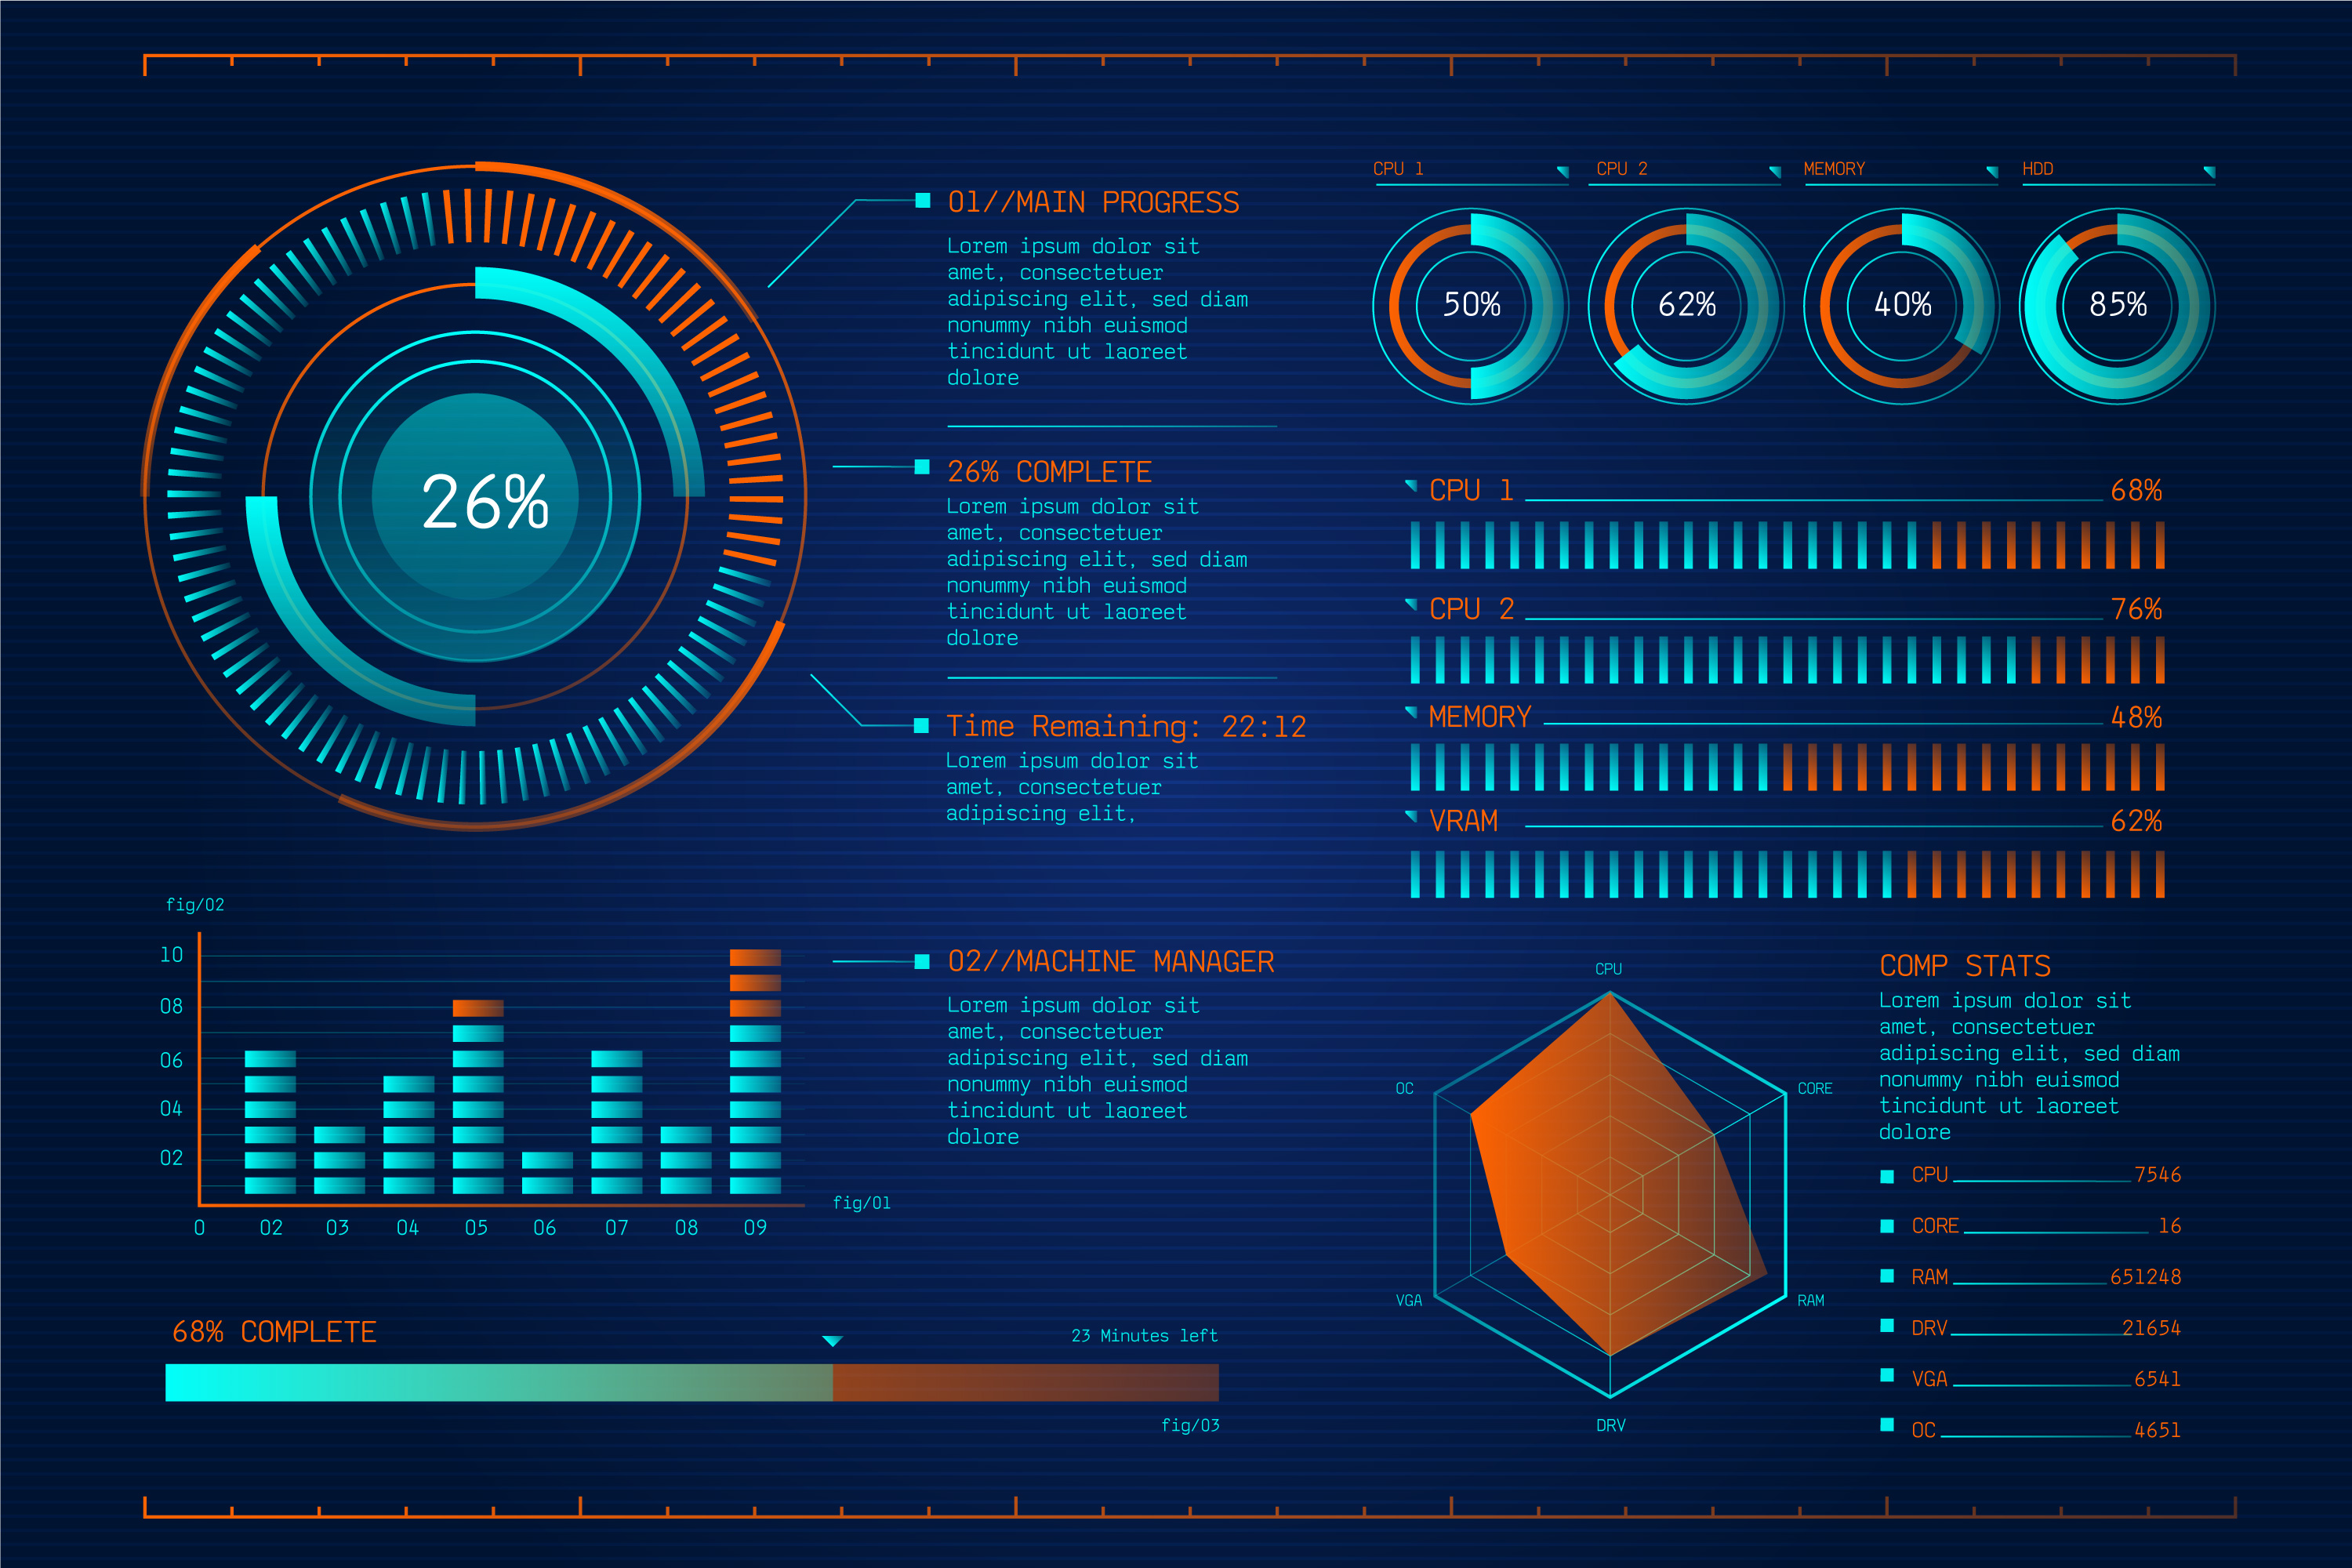 01//MAIN PROGRESS
Lorem ipsum dolor sit
amet, consectetuer
adipiscing elit, sed diam
nonummy nibh euismod
tincidunt ut laoreet
dolore
26%
26% COMPLETE
Lorem ipsum dolor sit
amet, consectetuer
adipiscing elit, sed diam
nonummy nibh euismod
tincidunt ut laoreet
dolore
Time Remaining: 22:12
Lorem ipsum dolor sit
amet, consectetuer
adipiscing elit,
CPU 1
CPU 2
MEMORY
HDD
50%
62%
40%
85%
CPU 1 68%
CPU 2 76%
MEMORY 48%
VRAM 62%
fig/02
10
08
06
04
02
0 02 03 04 05 06 07 08 09
fig/01
02//MACHINE MANAGER
Lorem ipsum dolor sit
amet, consectetuer
adipiscing elit, sed diam
nonummy nibh euismod
tincidunt ut laoreet
dolore
68% COMPLETE
23 Minutes left
fig/03
CPU
OC
CORE
VGA
RAM
DRV
COMP STATS
Lorem ipsum dolor sit
amet, consectetuer
adipiscing elit, sed diam
nonummy nibh euismod
tincidunt ut laoreet
dolore
CPU 7546
CORE 16
RAM 651248
DRV 21654
VGA 6541
OC 4651